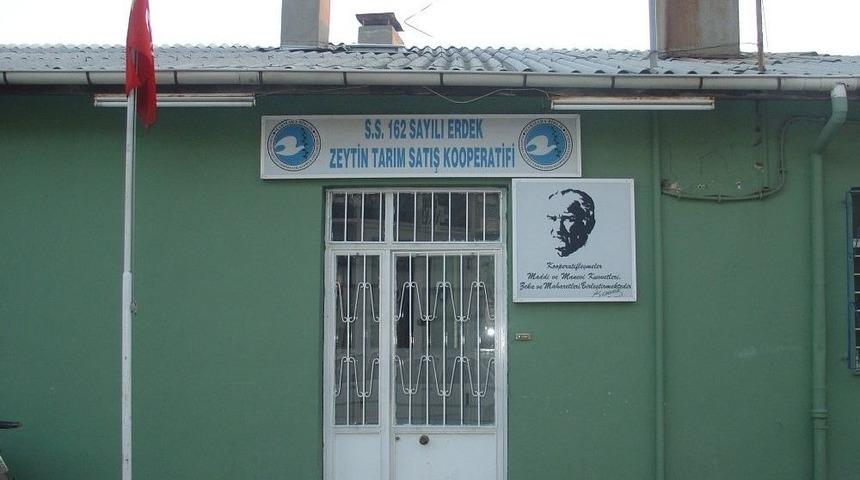 S.S. 162 SAYILI ERDEK
ZEYTİN TARIM SATIŞ KOOPERATİFİ
Kooperatifleşmeler
Maddi ve Manevi Kuvvetleri,
Zeka ve Maharetleri Birleştirmektedir